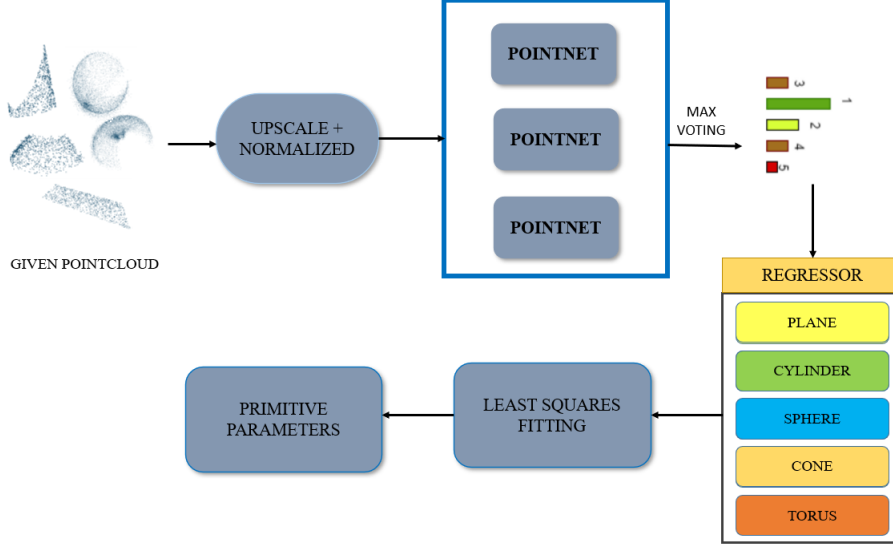 GIVEN POINTCLOUD
UPSCALE +
NORMALIZED
POINTNET
POINTNET
POINTNET
MAX
VOTING
3
1
2
4
5
REGRESSOR
PLANE
CYLINDER
SPHERE
CONE
TORUS
LEAST SQUARES
FITTING
PRIMITIVE
PARAMETERS